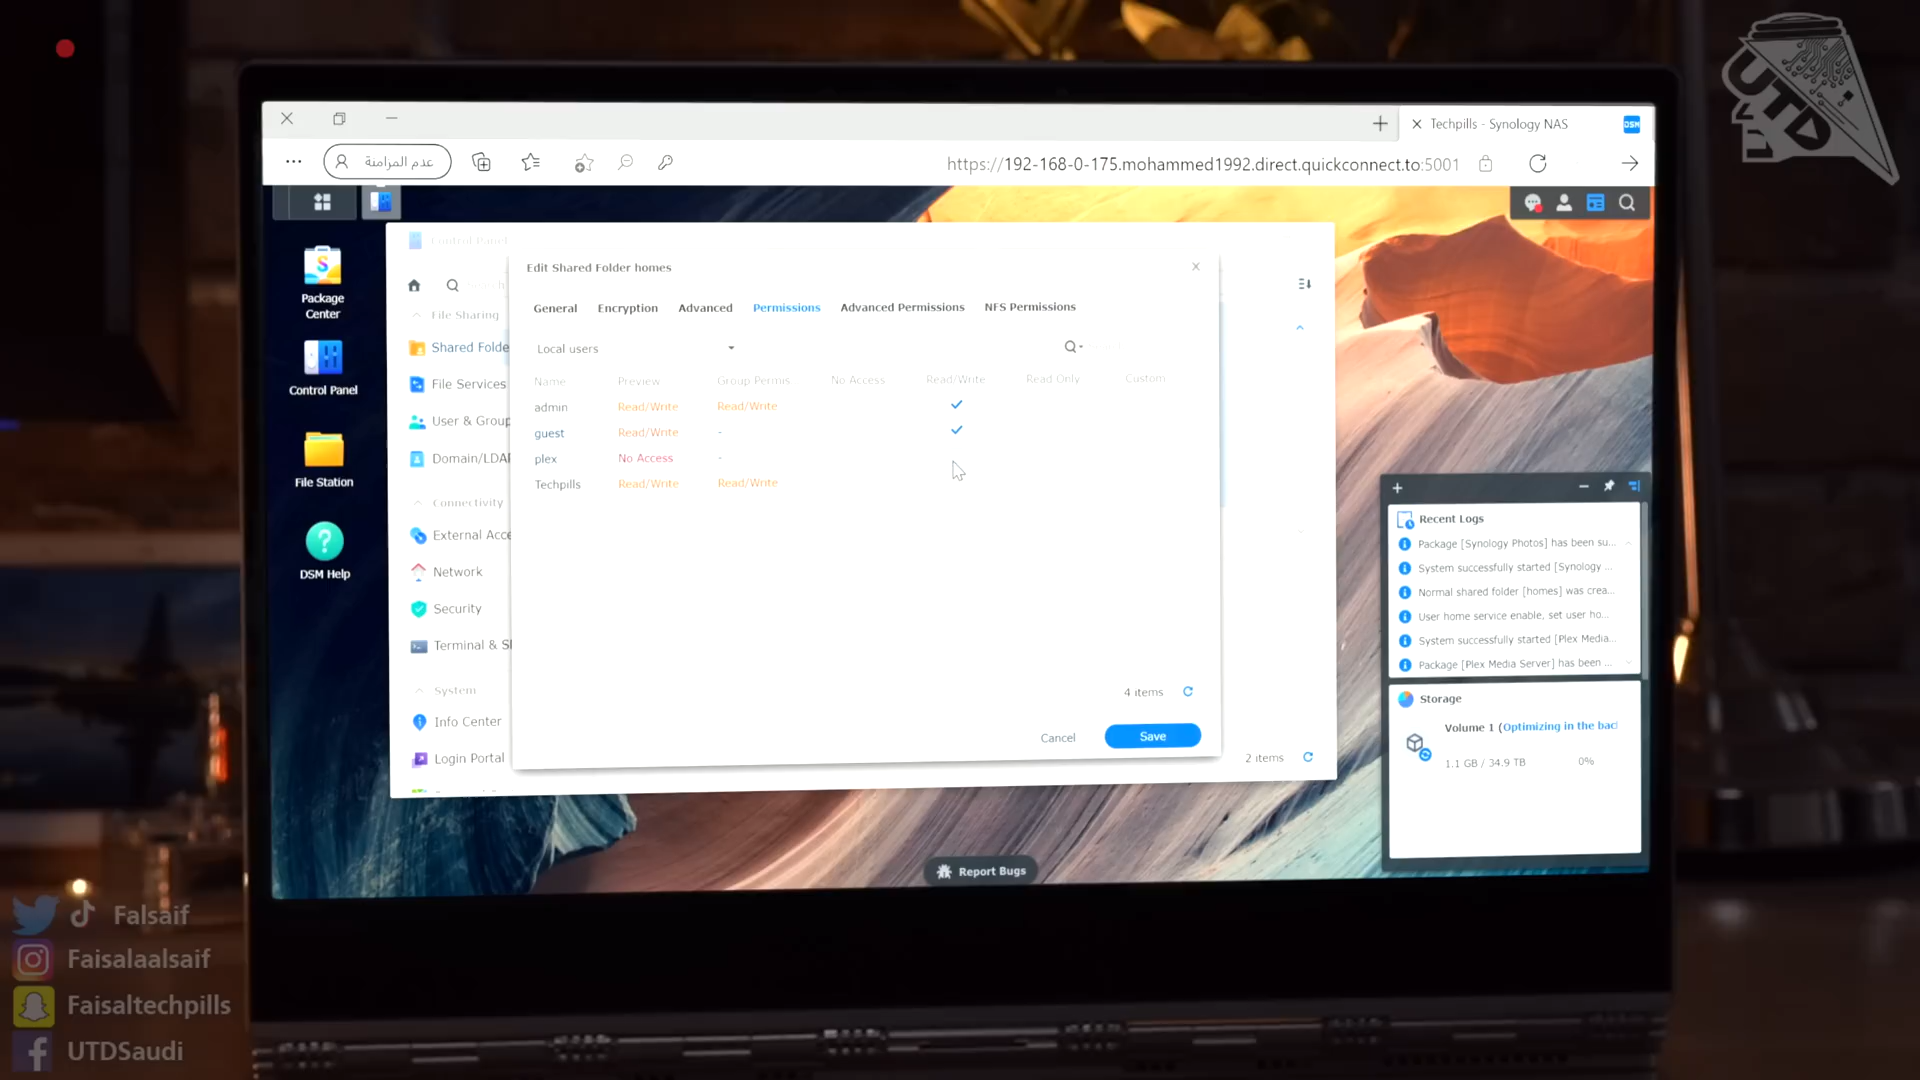 UTD
ONE
Techpills - Synology NAS
DSM
عدم المزامنة
https://192-168-0-175.mohammed1992.direct.quickconnect.to:5001
Package
Center
Control Panel
File Station
DSM Help
Control Panel
Search
File Sharing
Shared Folde
File Services
User & Group
Domain/LDAP
Connectivity
External Acce
Network
Security
Terminal & S
System
Info Center
Login Portal
Edit Shared Folder homes
General Encryption Advanced Permissions Advanced Permissions NFS Permissions
Local users
Name Preview Group Permis No Access Read/Write Read Only Custom
admin Read/Write Read/Write
guest Read/Write -
plex No Access -
Techpills Read/Write Read/Write
4 items
Cancel Save
2 items
Recent Logs
Package [Synology Photos] has been su...
System successfully started [Synology ...
Normal shared folder [homes] was crea...
User home service enable, set user ho...
System successfully started [Plex Media...
Package [Plex Media Server] has been ...
Storage
Volume 1 (Optimizing in the bac
1.1 GB / 34.9 TB 0%
Report Bugs
Falsaif
Faisalaalsaif
Faisaltechpills
UTDSaudi